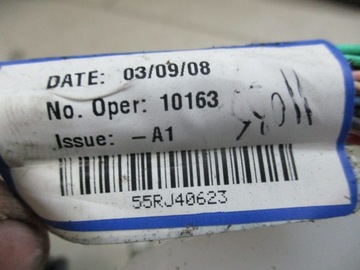 DATE: 03/09/08
No. Oper: 10163
Issue: -A1
55RJ40623